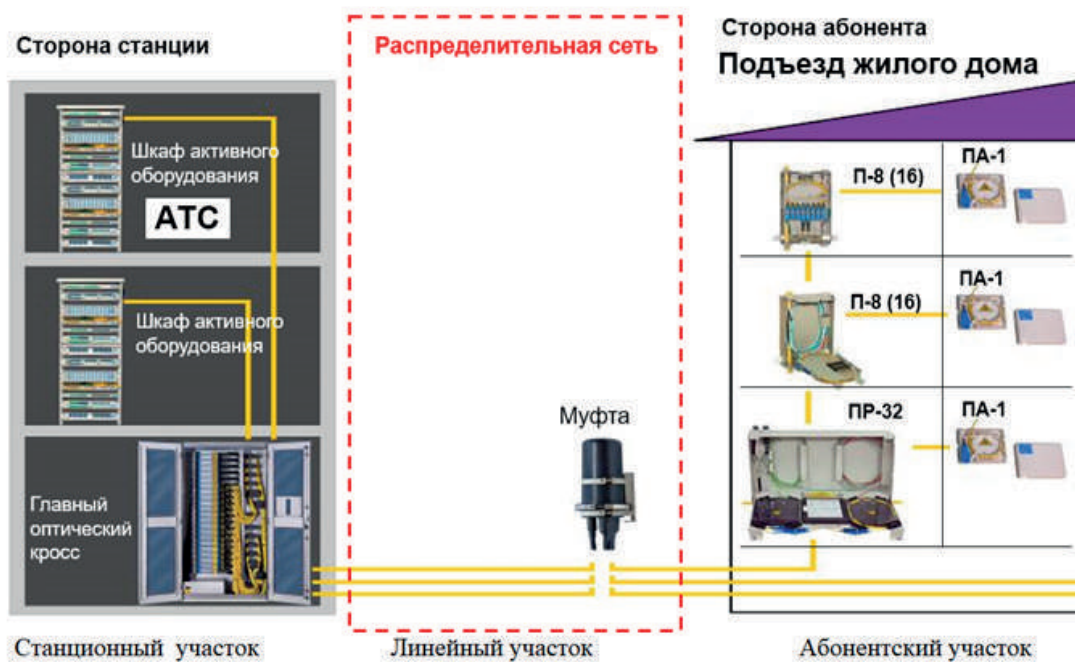 Сторона станции
Распределительная сеть
Сторона абонента
Подъезд жилого дома
Шкаф активного
оборудования
АТС
Шкаф активного
оборудования
Главный
оптический
кросс
Муфта
П-8 (16)
ПА-1
П-8 (16)
ПА-1
ПР-32
ПА-1
Станционный участок
Линейный участок
Абонентский участок